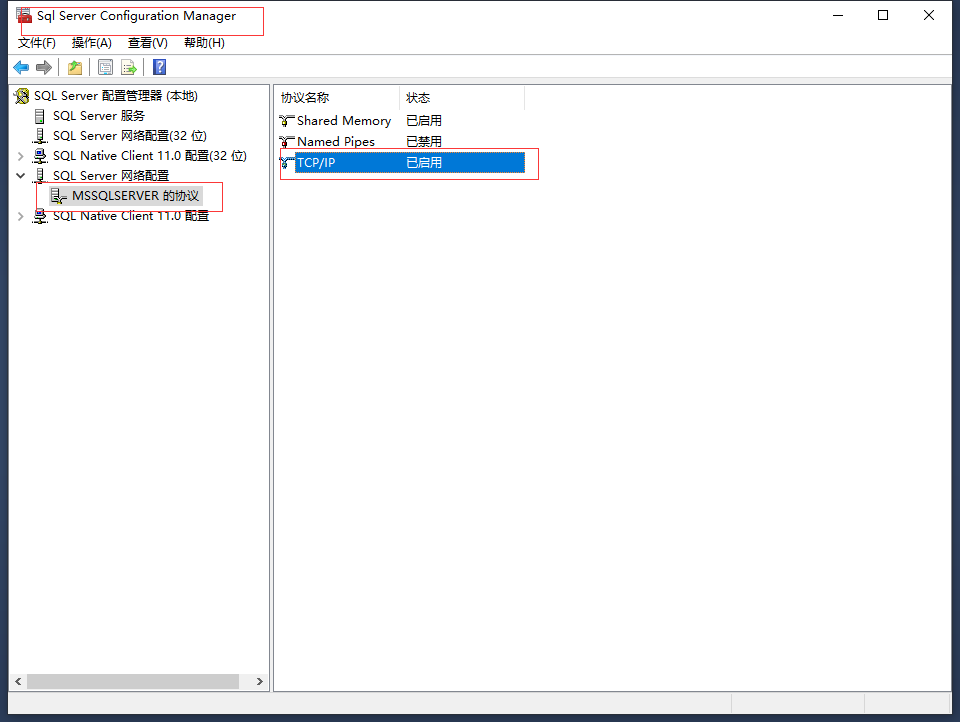 Sql Server Configuration Manager
文件(F) 操作(A) 查看(V) 帮助(H)
SQL Server 配置管理器 (本地)
SQL Server 服务
SQL Server 网络配置(32 位)
SQL Native Client 11.0 配置(32 位)
SQL Server 网络配置
MSSQLSERVER 的协议
SQL Native Client 11.0 配置
协议名称 状态
Shared Memory 已启用
Named Pipes 已禁用
TCP/IP 已启用